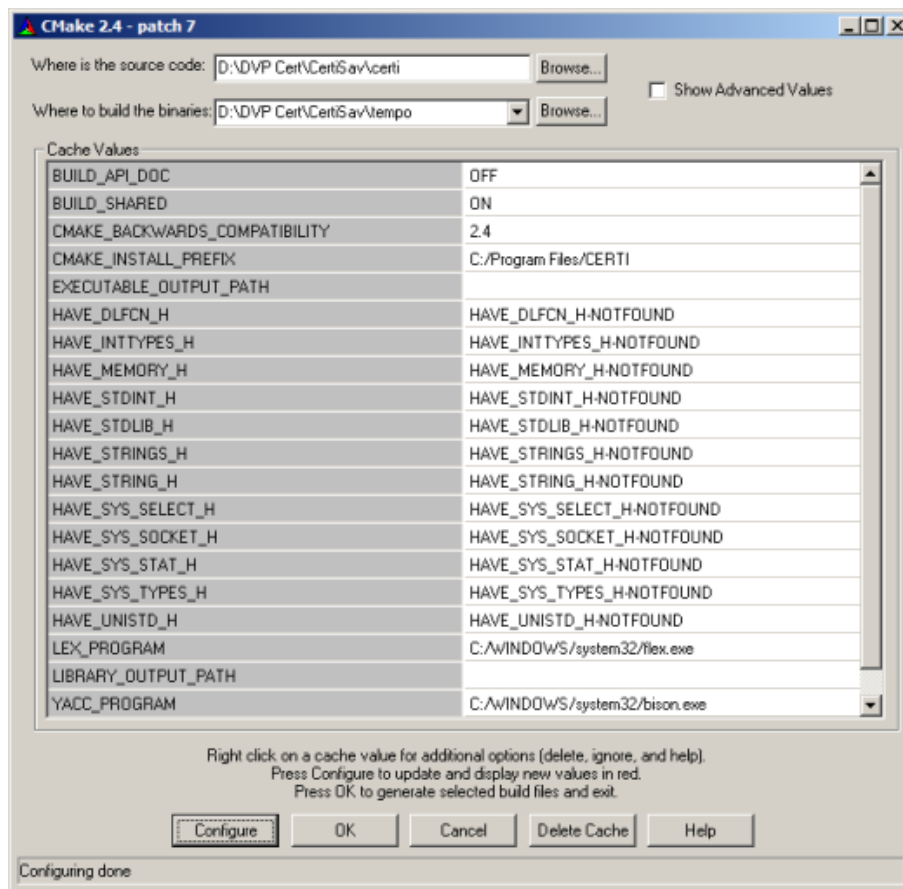 CMake 2.4 - patch 7
Where is the source code: D:\DVP Cert\CertiSav\certi Browse...
Show Advanced Values
Where to build the binaries: D:\DVP Cert\CertiSav\tempo Browse...
Cache Values
BUILD_API_DOC OFF
BUILD_SHARED ON
CMAKE_BACKWARDS_COMPATIBILITY 2.4
CMAKE_INSTALL_PREFIX C:/Program Files/CERTI
EXECUTABLE_OUTPUT_PATH
HAVE_DLFCN_H HAVE_DLFCN_H-NOTFOUND
HAVE_INTTYPES_H HAVE_INTTYPES_H-NOTFOUND
HAVE_MEMORY_H HAVE_MEMORY_H-NOTFOUND
HAVE_STDINT_H HAVE_STDINT_H-NOTFOUND
HAVE_STDLIB_H HAVE_STDLIB_H-NOTFOUND
HAVE_STRINGS_H HAVE_STRINGS_H-NOTFOUND
HAVE_STRING_H HAVE_STRING_H-NOTFOUND
HAVE_SYS_SELECT_H HAVE_SYS_SELECT_H-NOTFOUND
HAVE_SYS_SOCKET_H HAVE_SYS_SOCKET_H-NOTFOUND
HAVE_SYS_STAT_H HAVE_SYS_STAT_H-NOTFOUND
HAVE_SYS_TYPES_H HAVE_SYS_TYPES_H-NOTFOUND
HAVE_UNISTD_H HAVE_UNISTD_H-NOTFOUND
LEX_PROGRAM C:/WINDOWS/system32/flex.exe
LIBRARY_OUTPUT_PATH
YACC_PROGRAM C:/WINDOWS/system32/bison.exe
Right click on a cache value for additional options (delete, ignore, and help).
Press Configure to update and display new values in red.
Press OK to generate selected build files and exit.
Configure OK Cancel Delete Cache Help
Configuring done